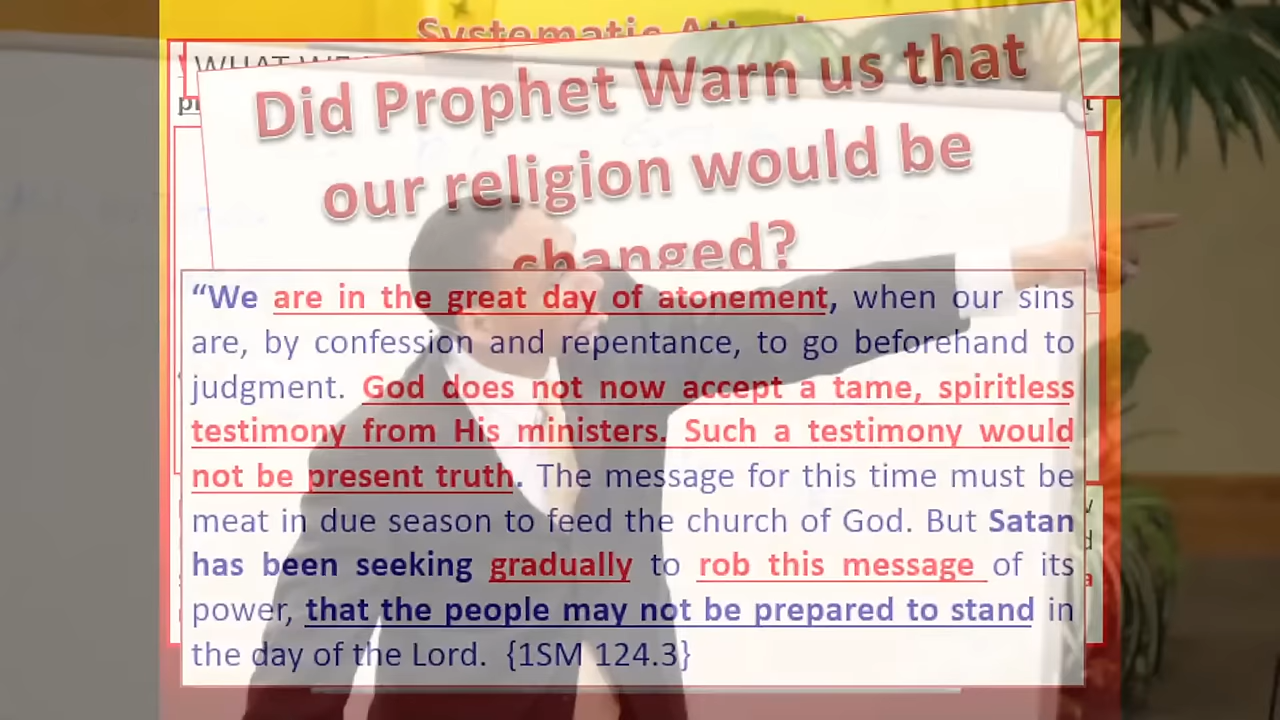 Systematic
WHAT WE
Did Prophet Warn us that
our religion would be
changed?
“We are in the great day of atonement, when our sins
are, by confession and repentance, to go beforehand to
judgment. God does not now accept a tame, spiritless
testimony from His ministers. Such a testimony would
not be present truth. The message for this time must be
meat in due season to feed the church of God. But Satan
has been seeking gradually to rob this message of its
power, that the people may not be prepared to stand in
the day of the Lord. {1SM 124.3}